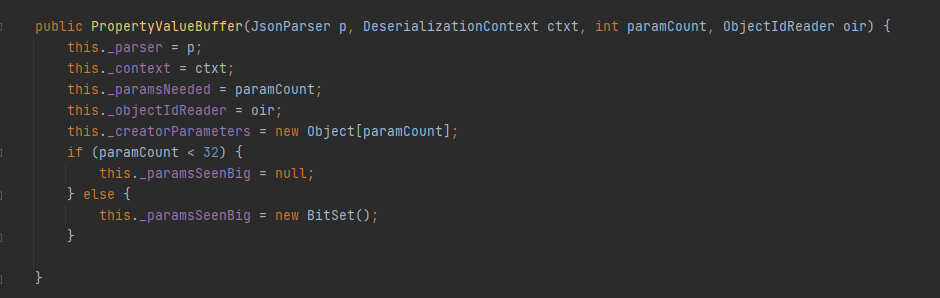 public PropertyValueBuffer(JsonParser p, DeserializationContext ctxt, int paramCount, ObjectIdReader oir) {
this._parser = p;
this._context = ctxt;
this._paramsNeeded = paramCount;
this._objectIdReader = oir;
this._creatorParameters = new Object[paramCount];
if (paramCount < 32) {
this._paramsSeenBig = null;
} else {
this._paramsSeenBig = new BitSet();
}
}